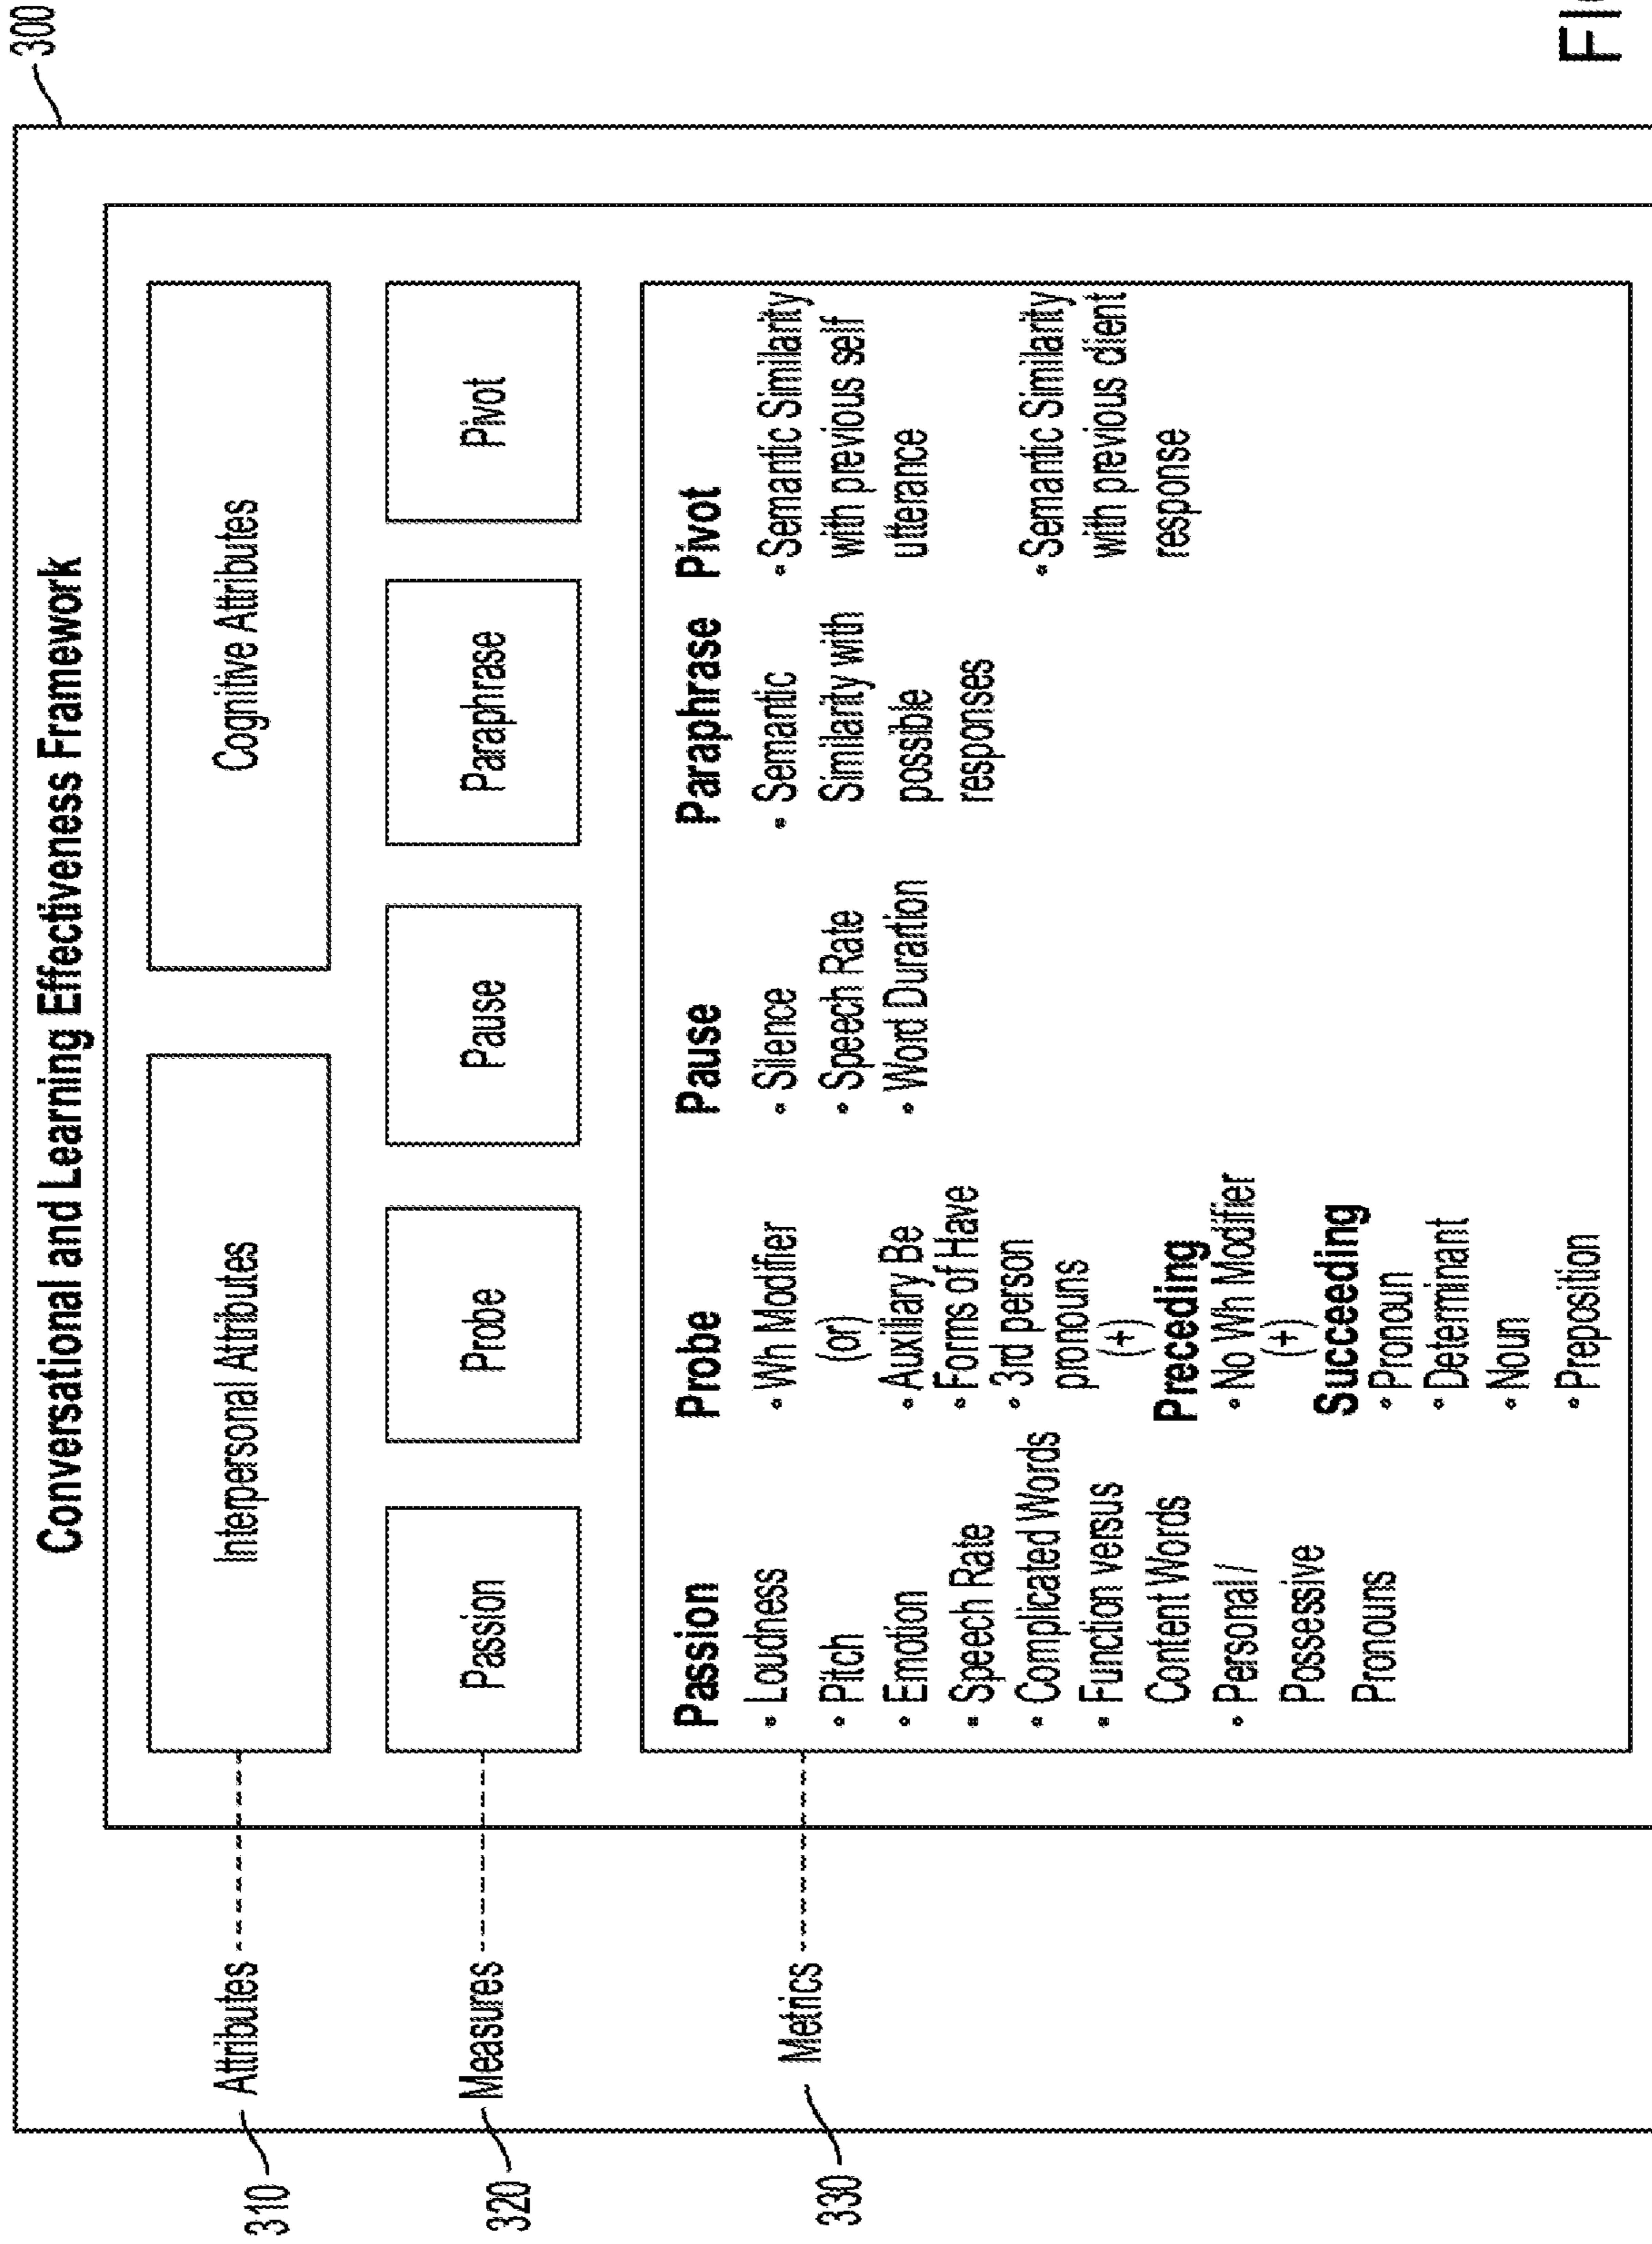 300
Conversational and Learning Effectiveness Framework
310
Attributes
Interpersonal Attributes
Cognitive Attributes
320
Measures
Passion
Probe
Pause
Paraphrase
Pivot
330
Metrics
Passion
• Loudness
• Pitch
• Emotion
• Speech Rate
• Complicated Words
• Function versus
Content Words
• Personal /
Possessive
Pronouns
Probe
• Wh Modifier
(or)
• Auxiliary Be
• Forms of Have
• 3rd person
pronouns
(+)
Preceding
• No Wh Modifier
(+)
Succeeding
• Pronoun
• Determinant
• Noun
• Preposition
Pause
• Silence
• Speech Rate
• Word Durartion
Paraphrase
• Semantic
Similarity with
possible
responses
Pivot
• Semantic Similarity
with previous self
utterance
• Semantic Similarity
with previous client
response